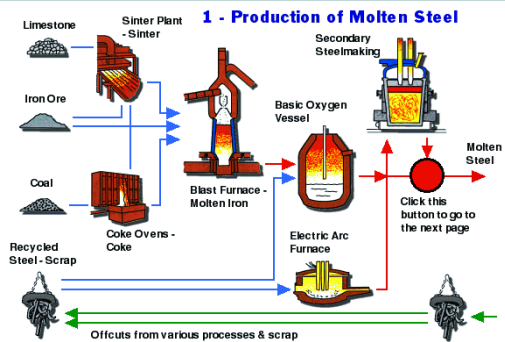 1 - Production of Molten Steel
Limestone
Sinter Plant
- Sinter
Secondary
Steelmaking
Iron Ore
Basic Oxygen
Vessel
Molten
Steel
Coal
Blast Furnace -
Molten Iron
Click this
button to go to
the next page
Coke Ovens -
Coke
Recycled
Steel - Scrap
Electric Arc
Furnace
Offcuts from various processes & scrap